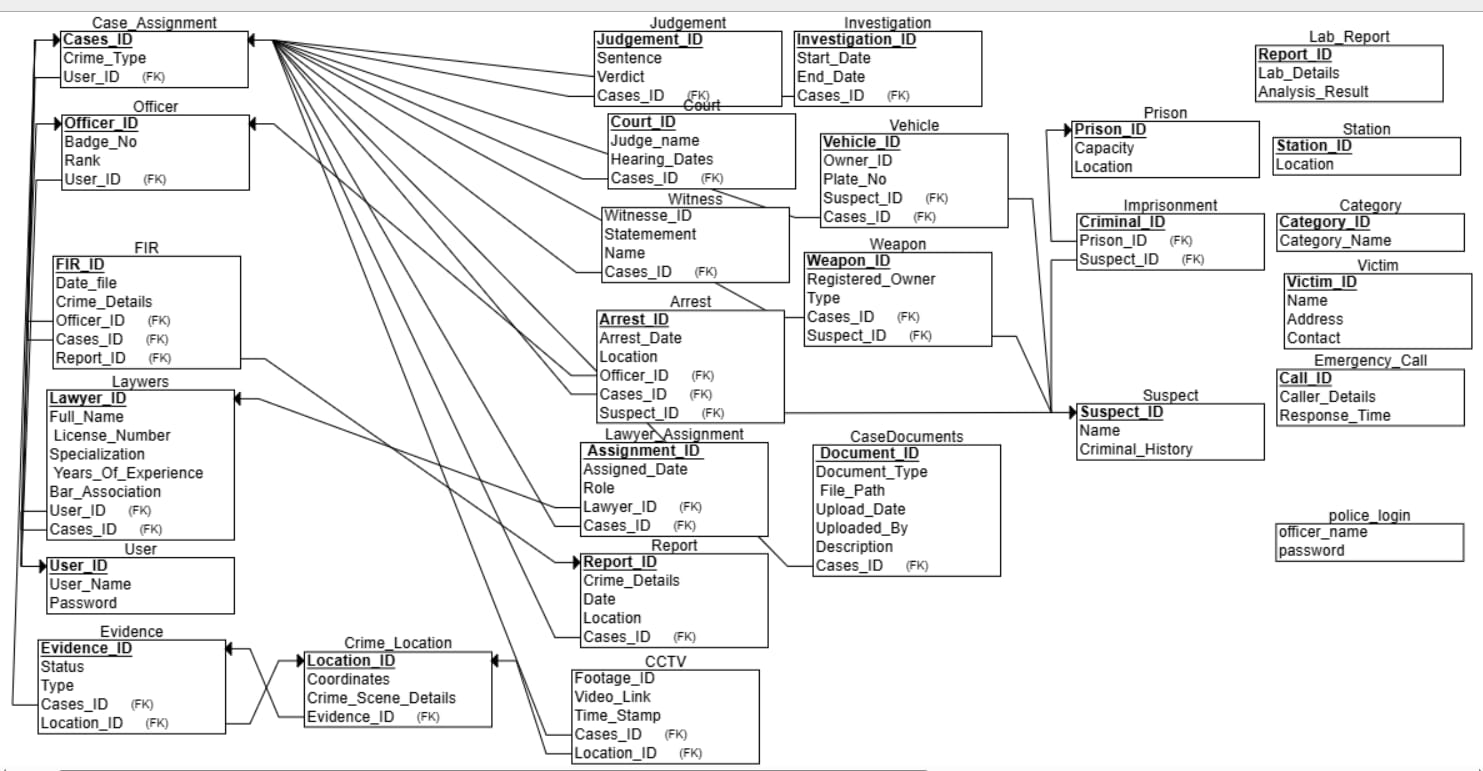 Case_Assignment
Cases_ID
Crime_Type
User_ID (FK)
Officer
Officer_ID
Badge_No
Rank
User_ID (FK)
FIR
FIR_ID
Date_file
Crime_Details
Officer_ID (FK)
Cases_ID (FK)
Report_ID (FK)
Laywers
Lawyer_ID
Full_Name
License_Number
Specialization
Years_Of_Experience
Bar_Association
User_ID (FK)
Cases_ID (FK)
User
User_ID
User_Name
Password
Evidence
Evidence_ID
Status
Type
Cases_ID (FK)
Location_ID (FK)
Crime_Location
Location_ID
Coordinates
Crime_Scene_Details
Evidence_ID (FK)
Judgement
Judgement_ID
Sentence
Verdict
Cases_ID (FK)
Investigation
Investigation_ID
Start_Date
End_Date
Cases_ID (FK)
Court
Court_ID
Judge_name
Hearing_Dates
Cases_ID (FK)
Vehicle
Vehicle_ID
Owner_ID
Plate_No
Suspect_ID (FK)
Cases_ID (FK)
Witness
Witnesse_ID
Statemement
Name
Cases_ID (FK)
Weapon
Weapon_ID
Registered_Owner
Type
Cases_ID (FK)
Suspect_ID (FK)
Arrest
Arrest_ID
Arrest_Date
Location
Officer_ID (FK)
Cases_ID (FK)
Suspect_ID (FK)
Lawyer_Assignment
Assignment_ID
Assigned_Date
Role
Lawyer_ID (FK)
Cases_ID (FK)
CaseDocuments
Document_ID
Document_Type
File_Path
Upload_Date
Uploaded_By
Description
Cases_ID (FK)
Report
Report_ID
Crime_Details
Date
Location
Cases_ID (FK)
CCTV
Footage_ID
Video_Link
Time_Stamp
Cases_ID (FK)
Location_ID (FK)
Prison
Prison_ID
Capacity
Location
Imprisonment
Criminal_ID
Prison_ID (FK)
Suspect_ID (FK)
Suspect
Suspect_ID
Name
Criminal_History
Lab_Report
Report_ID
Lab_Details
Analysis_Result
Station
Station_ID
Location
Category
Category_ID
Category_Name
Victim
Victim_ID
Name
Address
Contact
Emergency_Call
Call_ID
Caller_Details
Response_Time
police_login
officer_name
password